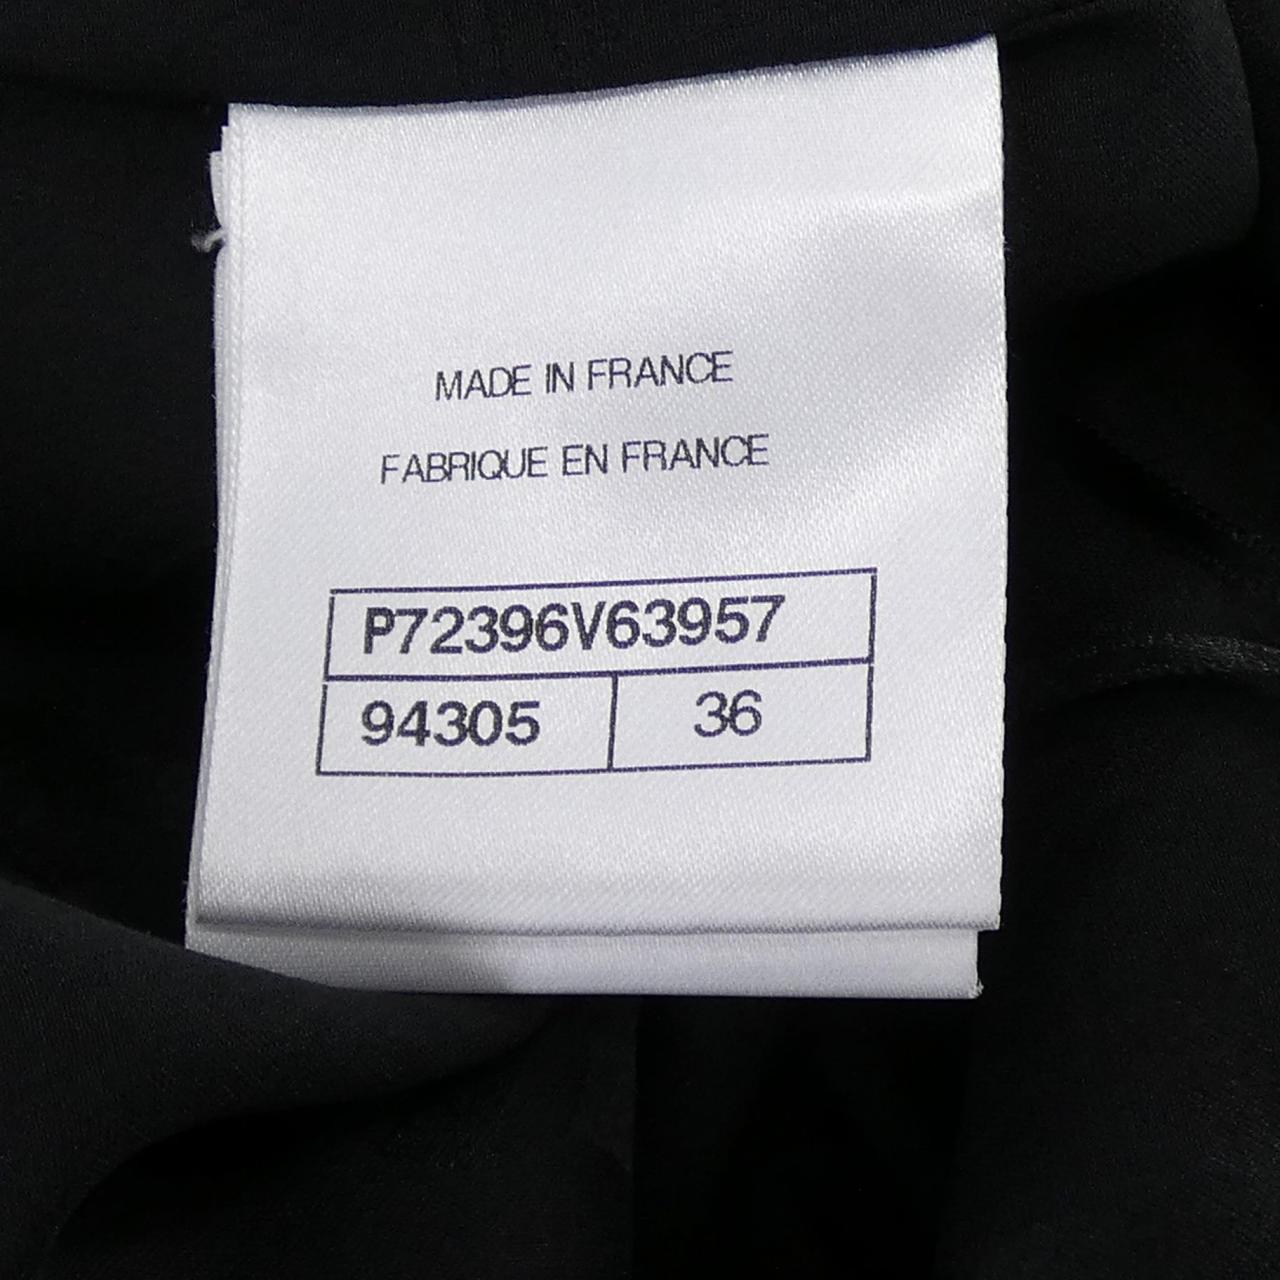 MADE IN FRANCE
FABRIQUE EN FRANCE
P72396V63957
94305 36